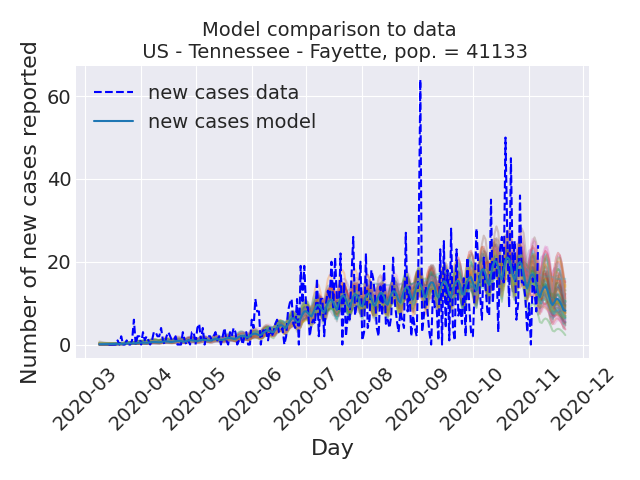 Model comparison to data
US - Tennessee - Fayette, pop. = 41133
Number of new cases reported
60
40
20
0
new cases data
new cases model
2020-03
2020-04
2020-05
2020-06
2020-07
2020-08
2020-09
2020-10
2020-11
2020-12
Day